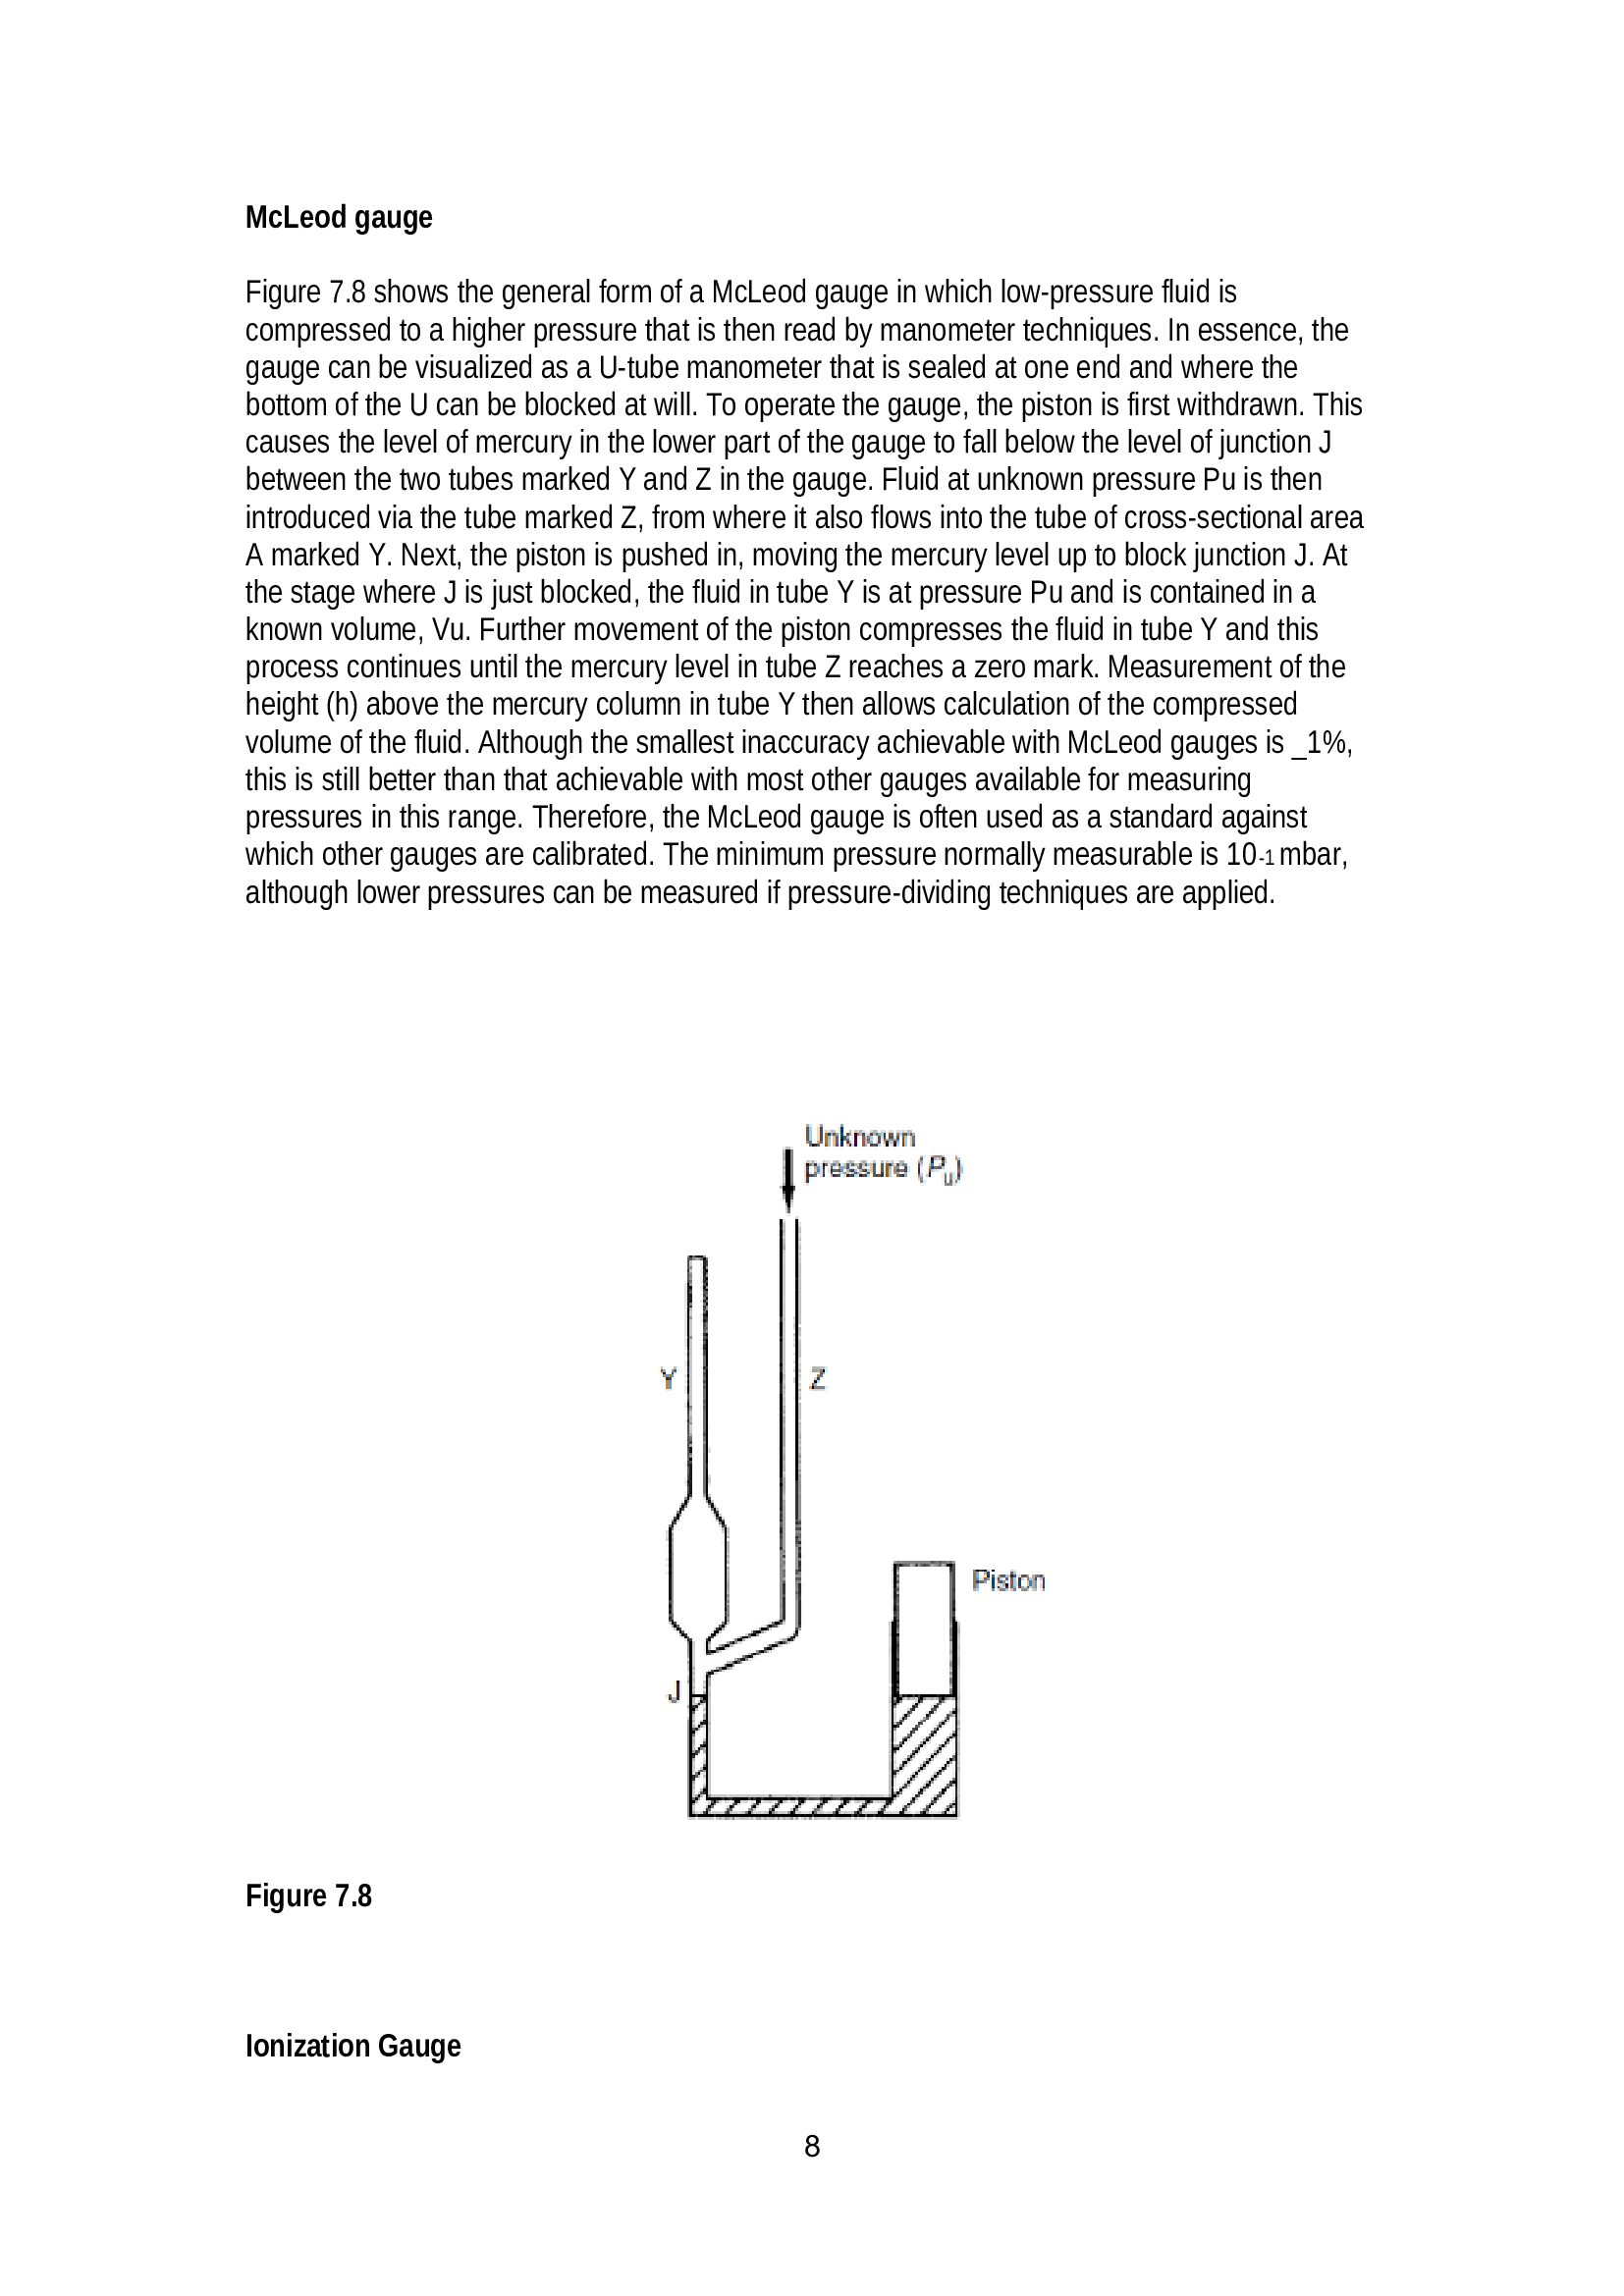 McLeod gauge
Figure 7.8 shows the general form of a McLeod gauge in which low-pressure fluid is
compressed to a higher pressure that is then read by manometer techniques. In essence, the
gauge can be visualized as a U-tube manometer that is sealed at one end and where the
bottom of the U can be blocked at will. To operate the gauge, the piston is first withdrawn. This
causes the level of mercury in the lower part of the gauge to fall below the level of junction J
between the two tubes marked Y and Z in the gauge. Fluid at unknown pressure Pu is then
introduced via the tube marked Z, from where it also flows into the tube of cross-sectional area
A marked Y. Next, the piston is pushed in, moving the mercury level up to block junction J. At
the stage where J is just blocked, the fluid in tube Y is at pressure Pu and is contained in a
known volume, Vu. Further movement of the piston compresses the fluid in tube Y and this
process continues until the mercury level in tube Z reaches a zero mark. Measurement of the
height (h) above the mercury column in tube Y then allows calculation of the compressed
volume of the fluid. Although the smallest inaccuracy achievable with McLeod gauges is _1%,
this is still better than that achievable with most other gauges available for measuring
pressures in this range. Therefore, the McLeod gauge is often used as a standard against
which other gauges are calibrated. The minimum pressure normally measurable is 10-1 mbar,
although lower pressures can be measured if pressure-dividing techniques are applied.
Unknown
pressure (Pu)
Y
Z
Piston
J
Figure 7.8
Ionization Gauge
8